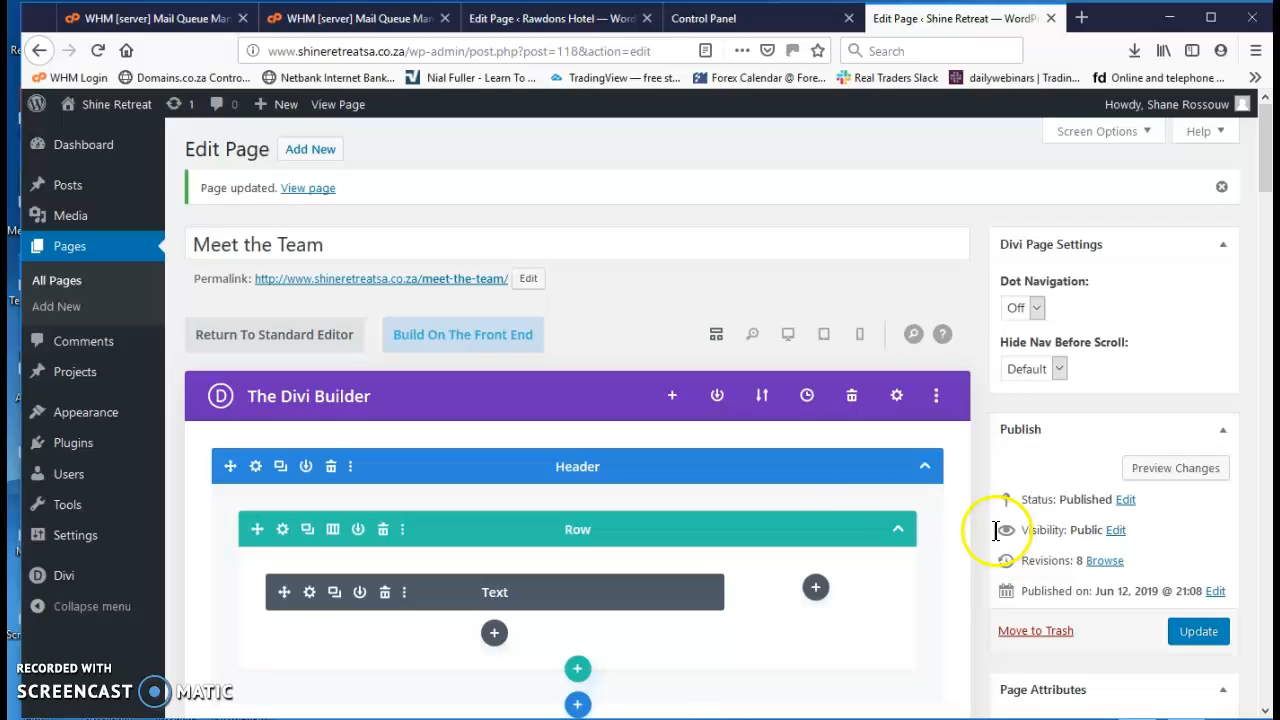 WHM [server] Mail Queue Man
WHM [server] Mail Queue Man
Edit Page ‹ Rawdons Hotel — Word
Control Panel
Edit Page ‹ Shine Retreat — WordP
www.shineretreatsa.co.za/wp-admin/post.php?post=118&action=edit
Search
WHM Login
Domains.co.za Contro...
Netbank Internet Bank...
Nial Fuller - Learn To ...
TradingView — free st...
Forex Calendar @ Fore...
Real Traders Slack
dailywebinars | Tradin...
fd Online and telephone ...
Shine Retreat
1
0
New
View Page
Howdy, Shane Rossouw
Screen Options
Help
Dashboard
Posts
Media
Pages
All Pages
Add New
Comments
Projects
Appearance
Plugins
Users
Tools
Settings
Divi
Collapse menu
Edit Page
Add New
Page updated. View page
Meet the Team
Permalink: http://www.shineretreatsa.co.za/meet-the-team/ Edit
Return To Standard Editor
Build On The Front End
D The Divi Builder
Header
Row
Text
Divi Page Settings
Dot Navigation:
Off
Hide Nav Before Scroll:
Default
Publish
Preview Changes
Status: Published Edit
Visibility: Public Edit
Revisions: 8 Browse
Published on: Jun 12, 2019 @ 21:08 Edit
Move to Trash
Update
Page Attributes
RECORDED WITH
SCREENCAST MATIC